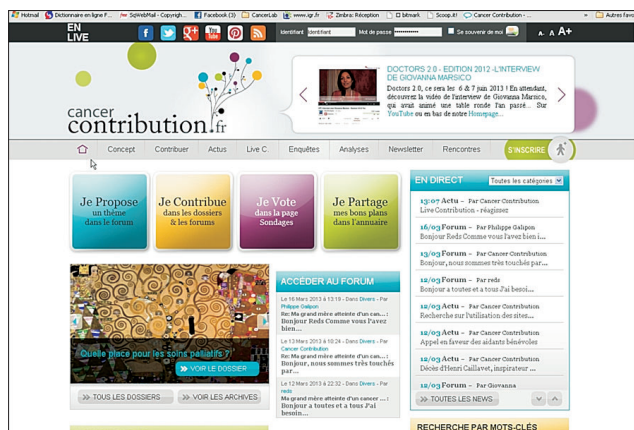 Hotmail
Dictionnaire en ligne F...
SqWebMail - Copyrigh...
Facebook (3)
CancerLab
www.igr.fr
Zimbra: Réception
bitmark
Scoop.it!
Cancer Contribution - ...
»
Autres favo
EN LIVE
Identifiant
Identifiant
Mot de passe
Se souvenir de moi
A- A A+
cancer
contribution.fr
DOCTORS 2.0 - EDITION 2012 -L'INTERVIEW
DE GIOVANNA MARSICO
Doctors 2.0, ce sera les 6 & 7 juin 2013 ! En attendant,
découvrez la vidéo de l'interview de Giovanna Marsico,
qui avait animé une table ronde l'an passé... Sur
YouTube ou en bas de notre Homepage...
Concept
Contribuer
Actus
Live C.
Enquêtes
Analyses
Newsletter
Rencontres
S'INSCRIRE
Je Propose
un thème
dans le forum
Je Contribue
dans les dossiers
& les forums
Je Vote
dans la page
Sondages
Je Partage
mes bons plans
dans l'annuaire
Quelle place pour les soins palliatifs ?
>> VOIR LE DOSSIER
>> TOUS LES DOSSIERS
>> VOIR LES ARCHIVES
ACCÉDER AU FORUM
Le 16 Mars 2013 à 13:19 - Dans Divers - Par
Philippe Galipon
Re: Ma grand mère atteinte d'un can... :
Bonjour Reds Comme vous l'avez
bien...
Le 13 Mars 2013 à 10:24 - Dans Divers - Par
Cancer Contribution
Re: Ma grand mère atteinte d'un can... :
Bonjour, nous sommes très touchés
par...
Le 12 Mars 2013 à 22:32 - Dans Divers - Par
reds
Ma grand mère atteinte d'un cancer ... :
Bonjour a toutes et a tous J'ai
besoin...
EN DIRECT
Toutes les catégories
13:07 Actu - Par Cancer Contribution
Live Contribution - réagissez
16/03 Forum - Par Philippe Galipon
Bonjour Reds Comme vous l'avez bien i...
13/03 Forum - Par Cancer Contribution
Bonjour, nous sommes très touchés par...
12/03 Forum - Par reds
Bonjour a toutes et a tous J'ai besoi...
12/03 Actu - Par Cancer Contribution
Recherche sur l'utilisation des sites...
12/03 Actu - Par Cancer Contribution
Appel en faveur des aidants bénévoles
12/03 Actu - Par Cancer Contribution
Décès d'Henri Caillavet, inspirateur ...
12/03 Forum - Par Giovanna
>> TOUTES LES NEWS
RECHERCHE PAR MOTS-CLÉS